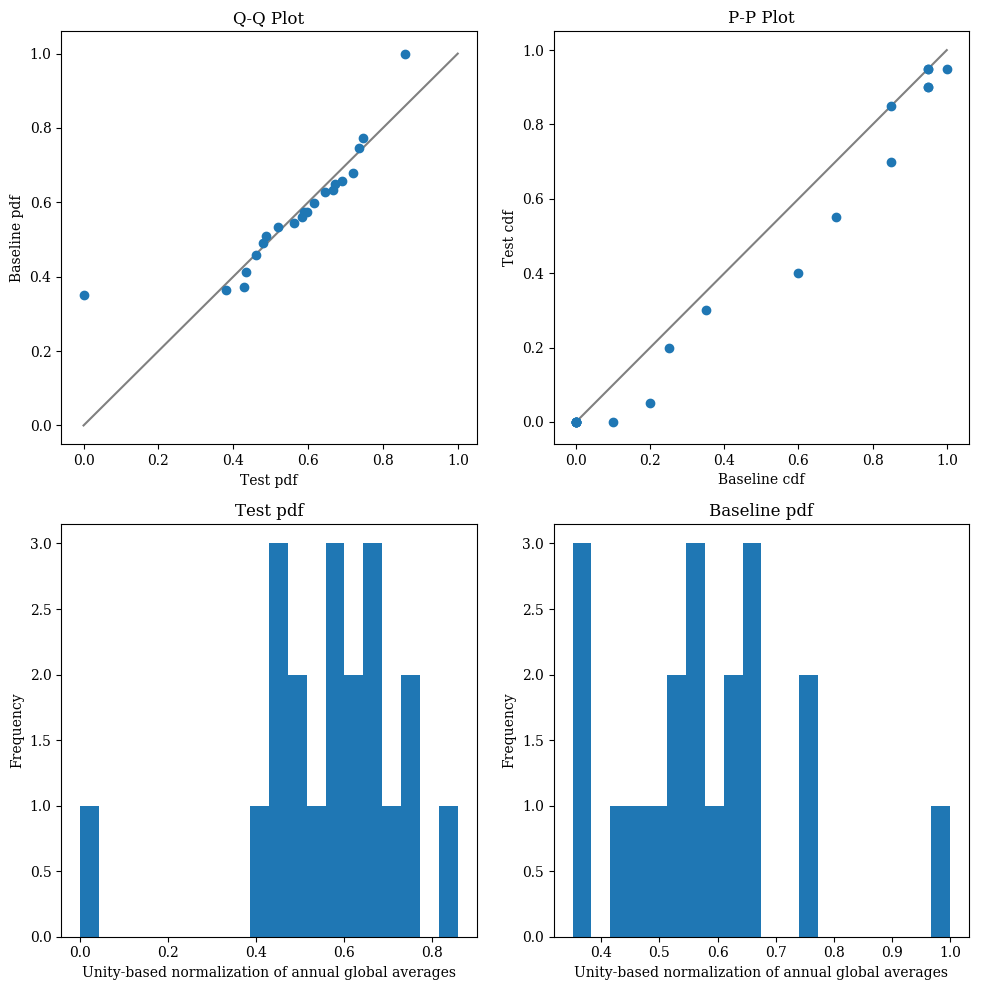 Q-Q Plot
1.0
0.8
0.6
0.4
0.2
0.0
Baseline pdf
0.0 0.2 0.4 0.6 0.8 1.0
Test pdf
P-P Plot
1.0
0.8
0.6
0.4
0.2
0.0
Test cdf
0.0 0.2 0.4 0.6 0.8 1.0
Baseline cdf
Test pdf
3.0
2.5
2.0
1.5
1.0
0.5
0.0
Frequency
0.0 0.2 0.4 0.6 0.8
Unity-based normalization of annual global averages
Baseline pdf
3.0
2.5
2.0
1.5
1.0
0.5
0.0
Frequency
0.4 0.5 0.6 0.7 0.8 0.9 1.0
Unity-based normalization of annual global averages